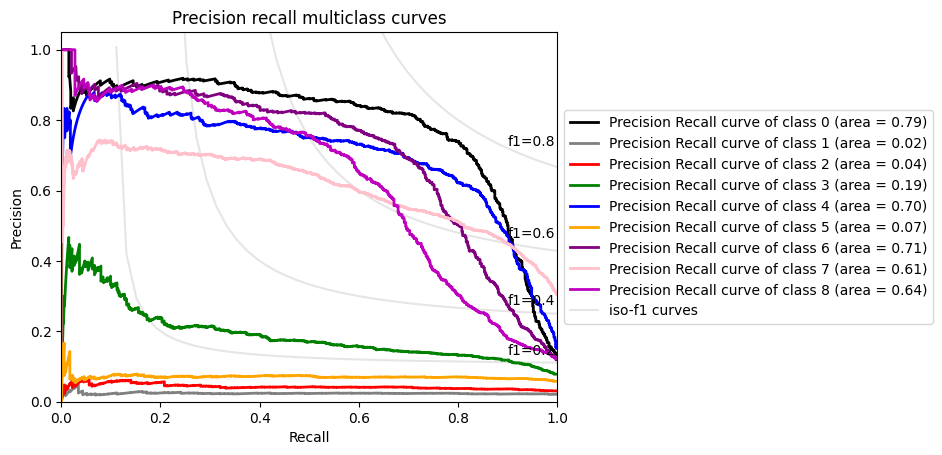 Precision recall multiclass curves
Precision
1.0
0.8
0.6
0.4
0.2
0.0
f1=0.8
f1=0.6
f1=0.4
f1=0.2
0.0 0.2 0.4 0.6 0.8 1.0
Recall
Precision Recall curve of class 0 (area = 0.79)
Precision Recall curve of class 1 (area = 0.02)
Precision Recall curve of class 2 (area = 0.04)
Precision Recall curve of class 3 (area = 0.19)
Precision Recall curve of class 4 (area = 0.70)
Precision Recall curve of class 5 (area = 0.07)
Precision Recall curve of class 6 (area = 0.71)
Precision Recall curve of class 7 (area = 0.61)
Precision Recall curve of class 8 (area = 0.64)
iso-f1 curves